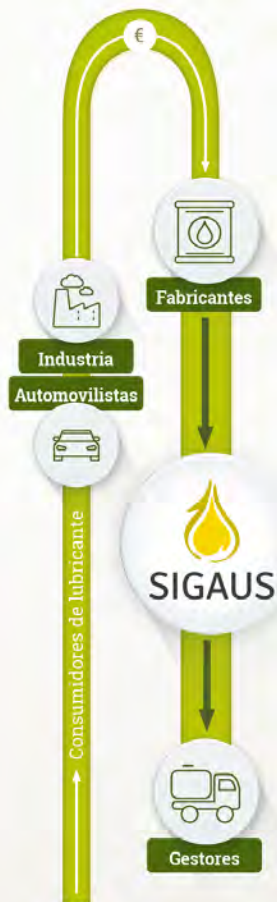 €
Fabricantes
Industria
Automovilistas
Consumidores de lubricante
SIGAUS
Gestores